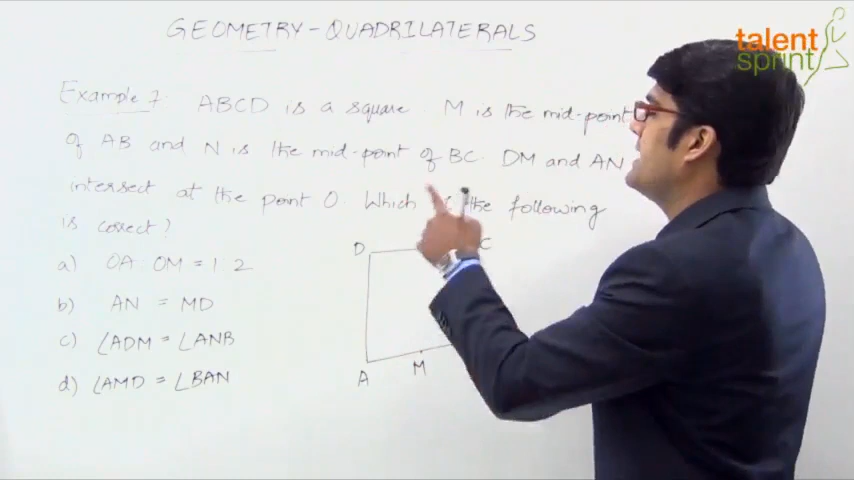 GEOMETRY-QUADRILATERALS
talent
sprint
Example 7: ABCD is a square. M is the mid-point
of AB and N is the mid-point of BC. DM and AN
intersect at the point O. Which the following
is correct?
a) OA : OM = 1 : 2
b) AN = MD
c) ∠ADM = ∠ANB
d) ∠AMD = ∠BAN
D C
A M